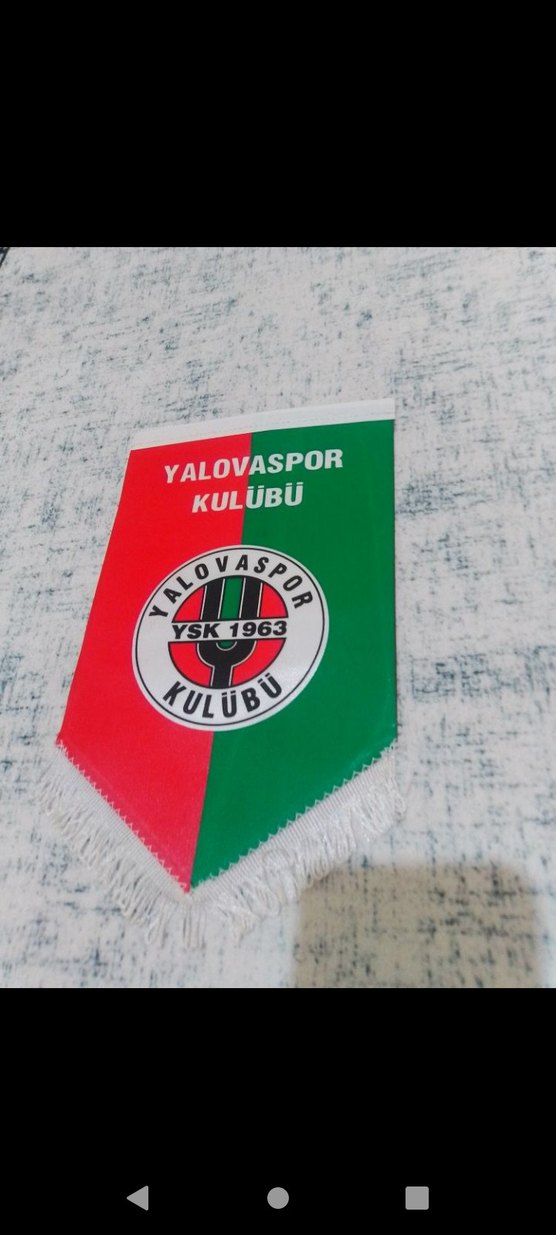 YALOVASPOR
KULÜBÜ
YALOVASPOR
YSK 1963
KULÜBÜ